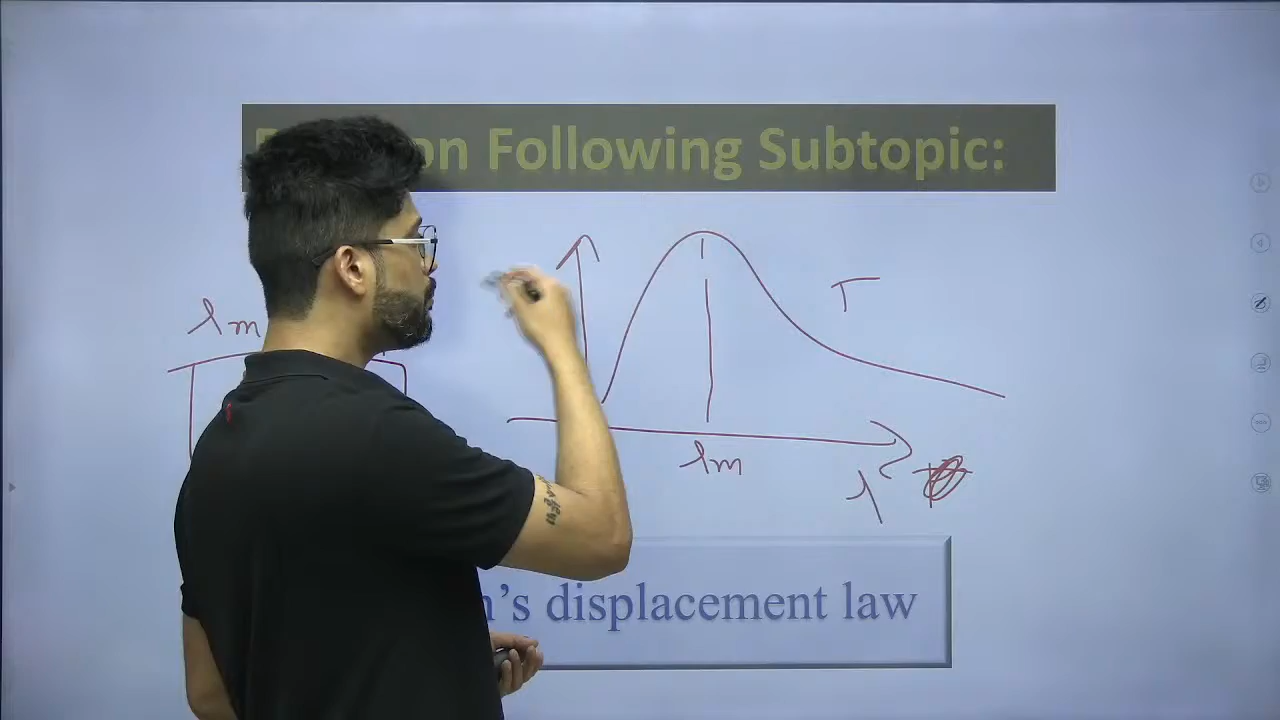 on Following Subtopic:
λm
T
λm
λ
n's displacement law